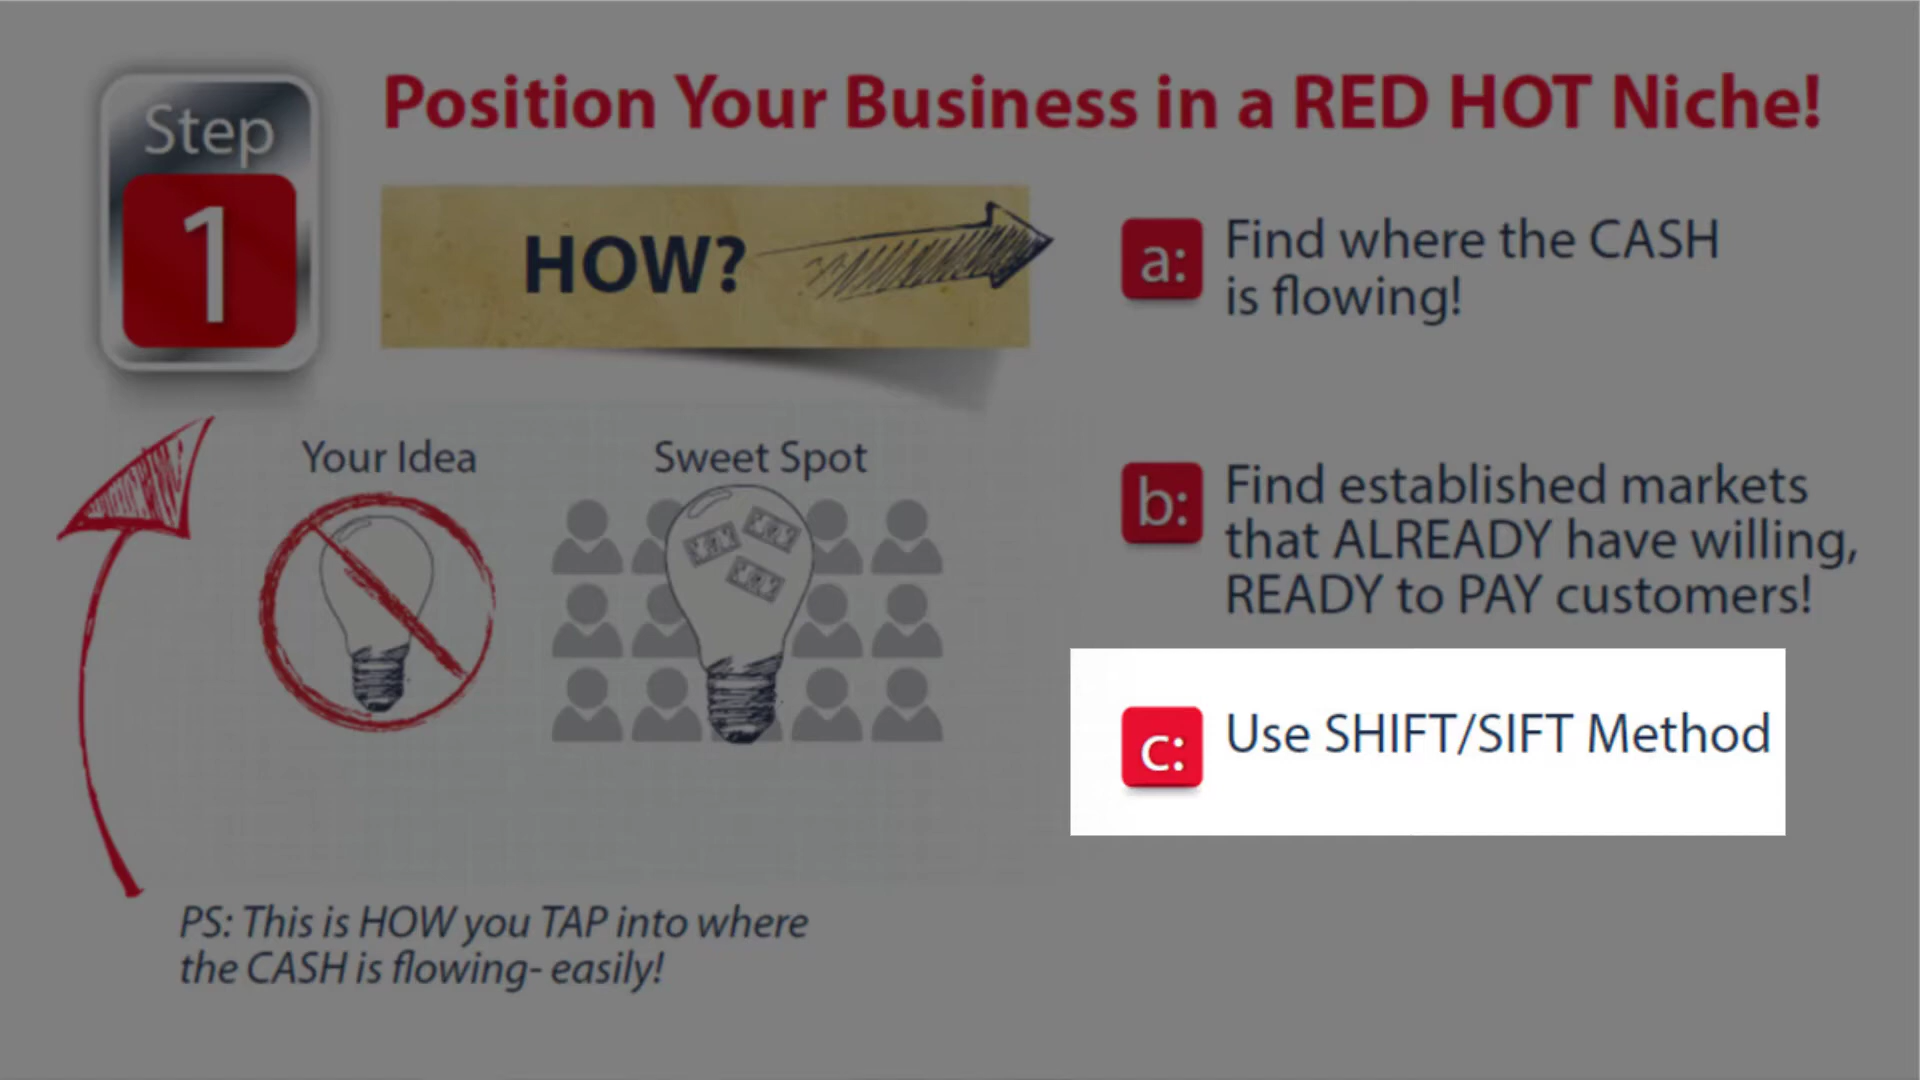 Step
1
Position Your Business in a RED HOT Niche!
HOW?
a:
Find where the CASH
is flowing!
Your Idea
Sweet Spot
b:
Find established markets
that ALREADY have willing,
READY to PAY customers!
c:
Use SHIFT/SIFT Method
PS: This is HOW you TAP into where
the CASH is flowing- easily!